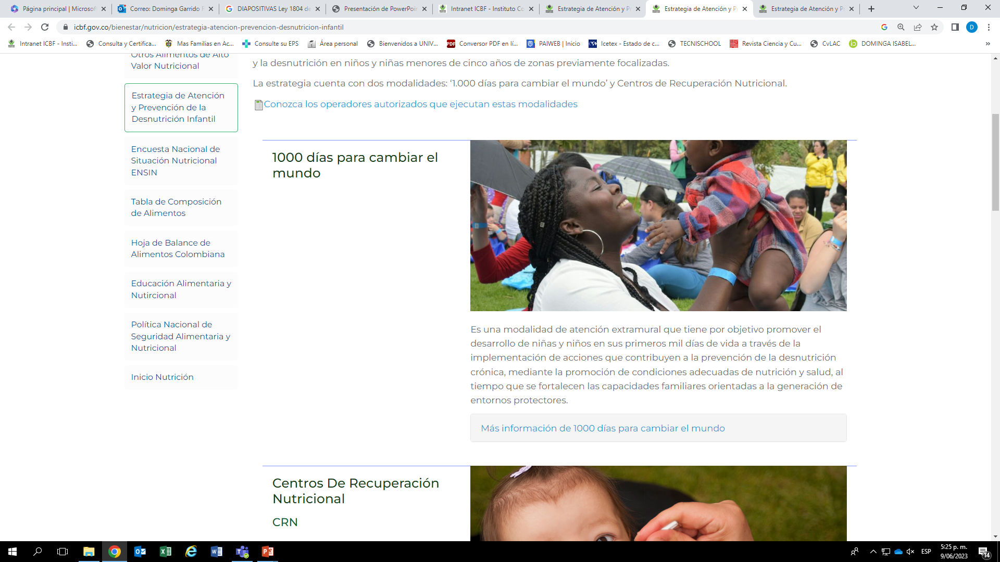 Página principal | Microsof
Correo: Dominga Garrido F
DIAPOSITIVAS Ley 1804 de
Presentación de PowerPoin
Intranet ICBF - Instituto Co
Estrategia de Atención y P
Estrategia de Atención y P
Estrategia de Atención y P
icbf.gov.co/bienestar/nutricion/estrategia-atencion-prevencion-desnutricion-infantil
D
Intranet ICBF - Insti...
Consulta y Certifica...
Mas Familias en Ac...
Consulte su EPS
Área personal
Bienvenidos a UNIV...
PDF
Conversor PDF en lí...
PAIWEB | Inicio
Icetex - Estado de c...
TECNISCHOOL
Revista Ciencia y Cu...
CvLAC
iD
DOMINGA ISABEL...
»
Otros Alimentos de Alto
Valor Nutricional
Estrategia de Atención
y Prevención de la
Desnutrición Infantil
Encuesta Nacional de
Situación Nutricional
ENSIN
Tabla de Composición
de Alimentos
Hoja de Balance de
Alimentos Colombiana
Educación Alimentaria y
Nutircional
Política Nacional de
Seguridad Alimentaria y
Nutricional
Inicio Nutrición
y la desnutrición en niños y niñas menores de cinco años de zonas previamente focalizadas.
La estrategia cuenta con dos modalidades: ‘1.000 días para cambiar el mundo’ y Centros de Recuperación Nutricional.
Conozca los operadores autorizados que ejecutan estas modalidades
1000 días para cambiar el
mundo
Es una modalidad de atención extramural que tiene por objetivo promover el
desarrollo de niñas y niños en sus primeros mil días de vida a través de la
implementación de acciones que contribuyen a la prevención de la desnutrición
crónica, mediante la promoción de condiciones adecuadas de nutrición y salud, al
tiempo que se fortalecen las capacidades familiares orientadas a la generación de
entornos protectores.
Más información de 1000 días para cambiar el mundo
Centros De Recuperación
Nutricional
CRN
ESP
5:25 p. m.
9/06/2023
14